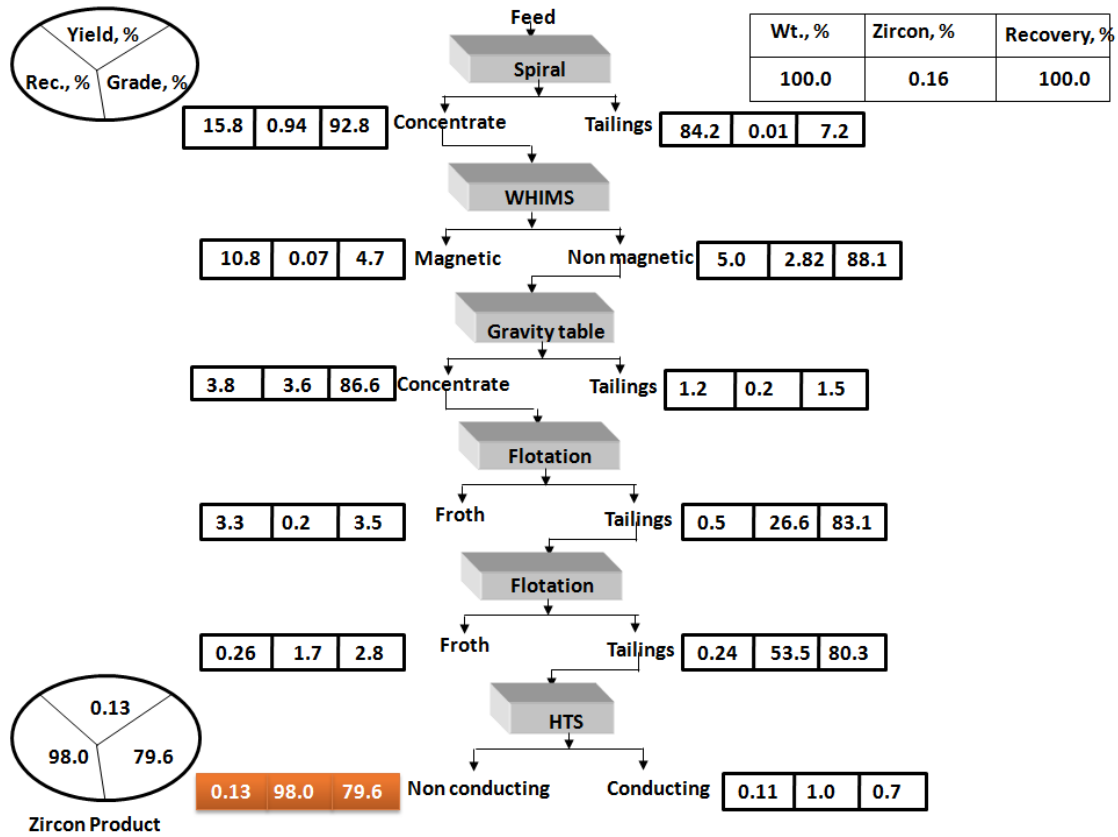 Feed
Yield, %
Rec., % Grade, %
Wt., % Zircon, % Recovery, %
100.0 0.16 100.0
Spiral
15.8 0.94 92.8 Concentrate Tailings 84.2 0.01 7.2
WHIMS
10.8 0.07 4.7 Magnetic Non magnetic 5.0 2.82 88.1
Gravity table
3.8 3.6 86.6 Concentrate Tailings 1.2 0.2 1.5
Flotation
3.3 0.2 3.5 Froth Tailings 0.5 26.6 83.1
Flotation
0.26 1.7 2.8 Froth Tailings 0.24 53.5 80.3
HTS
0.13
98.0 79.6
0.13 98.0 79.6 Non conducting Conducting 0.11 1.0 0.7
Zircon Product